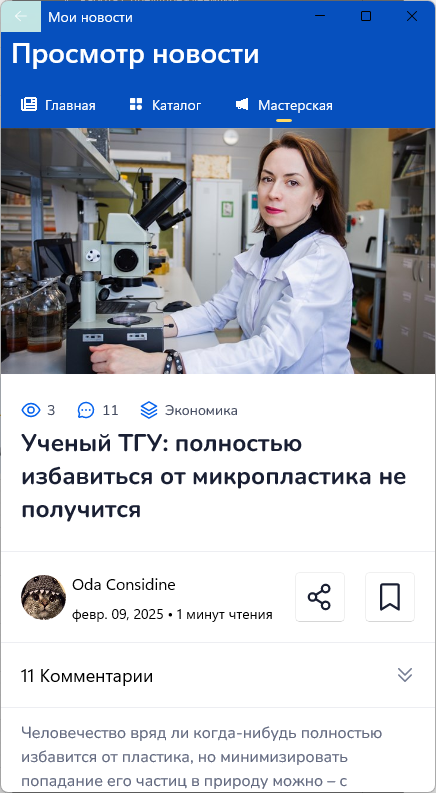 Мои новости
Просмотр новости
Главная
Каталог
Мастерская
3
11
Экономика
Ученый ТГУ: полностью
избавиться от микропластика не
получится
Oda Considine
февр. 09, 2025 • 1 минут чтения
11 Комментарии
Человечество вряд ли когда-нибудь полностью
избавится от пластика, но минимизировать
попадание его частиц в природу можно – с